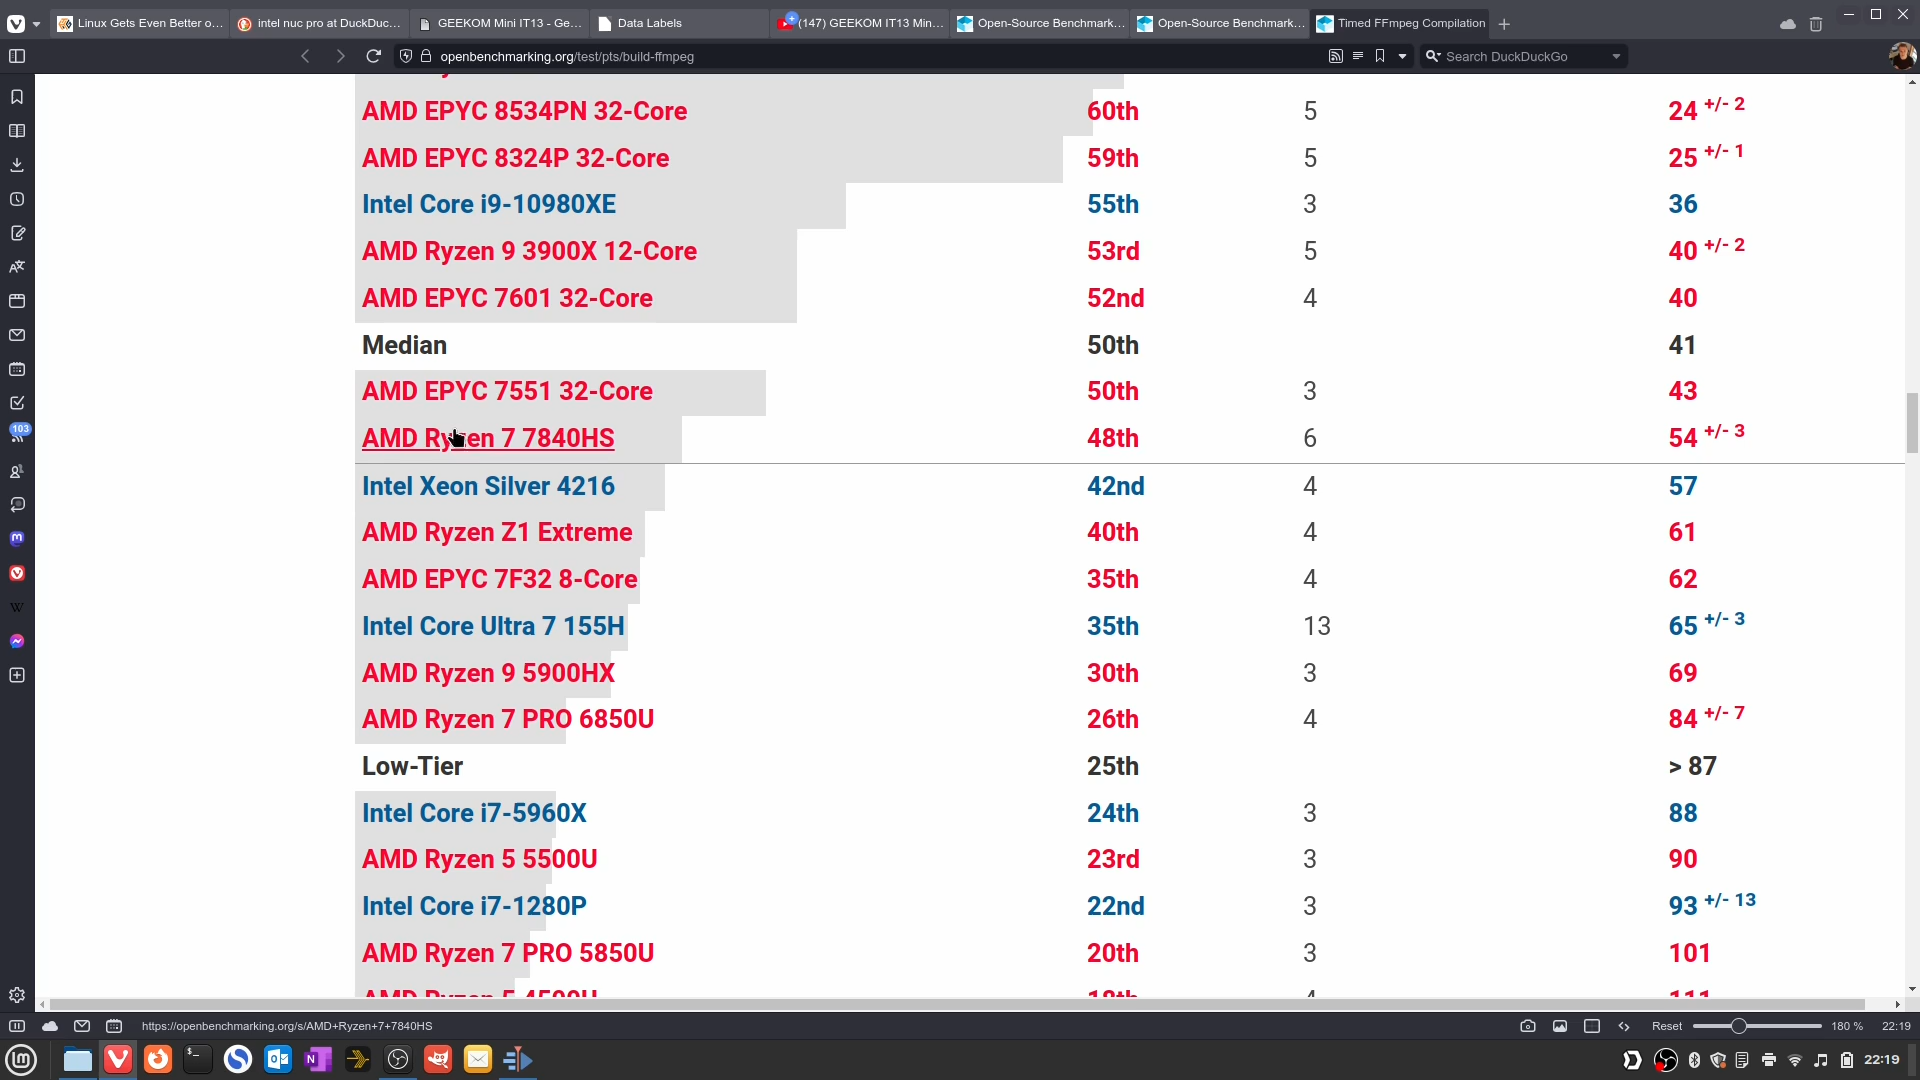 Linux Gets Even Better o...
intel nuc pro at DuckDuc...
GEEKOM Mini IT13 - Ge...
Data Labels
(147) GEEKOM IT13 Min...
Open-Source Benchmark...
Open-Source Benchmark...
Timed FFmpeg Compilation
openbenchmarking.org/test/pts/build-ffmpeg
Search DuckDuckGo
AMD EPYC 8534PN 32-Core 60th 5 24 +/- 2
AMD EPYC 8324P 32-Core 59th 5 25 +/- 1
Intel Core i9-10980XE 55th 3 36
AMD Ryzen 9 3900X 12-Core 53rd 5 40 +/- 2
AMD EPYC 7601 32-Core 52nd 4 40
Median 50th 41
AMD EPYC 7551 32-Core 50th 3 43
AMD Ryzen 7 7840HS 48th 6 54 +/- 3
Intel Xeon Silver 4216 42nd 4 57
AMD Ryzen Z1 Extreme 40th 4 61
AMD EPYC 7F32 8-Core 35th 4 62
Intel Core Ultra 7 155H 35th 13 65 +/- 3
AMD Ryzen 9 5900HX 30th 3 69
AMD Ryzen 7 PRO 6850U 26th 4 84 +/- 7
Low-Tier 25th > 87
Intel Core i7-5960X 24th 3 88
AMD Ryzen 5 5500U 23rd 3 90
Intel Core i7-1280P 22nd 3 93 +/- 13
AMD Ryzen 7 PRO 5850U 20th 3 101
AMD Ryzen 5 4500U 18th 4 111
103
https://openbenchmarking.org/s/AMD+Ryzen+7+7840HS
Reset 180 % 22:19
22:19